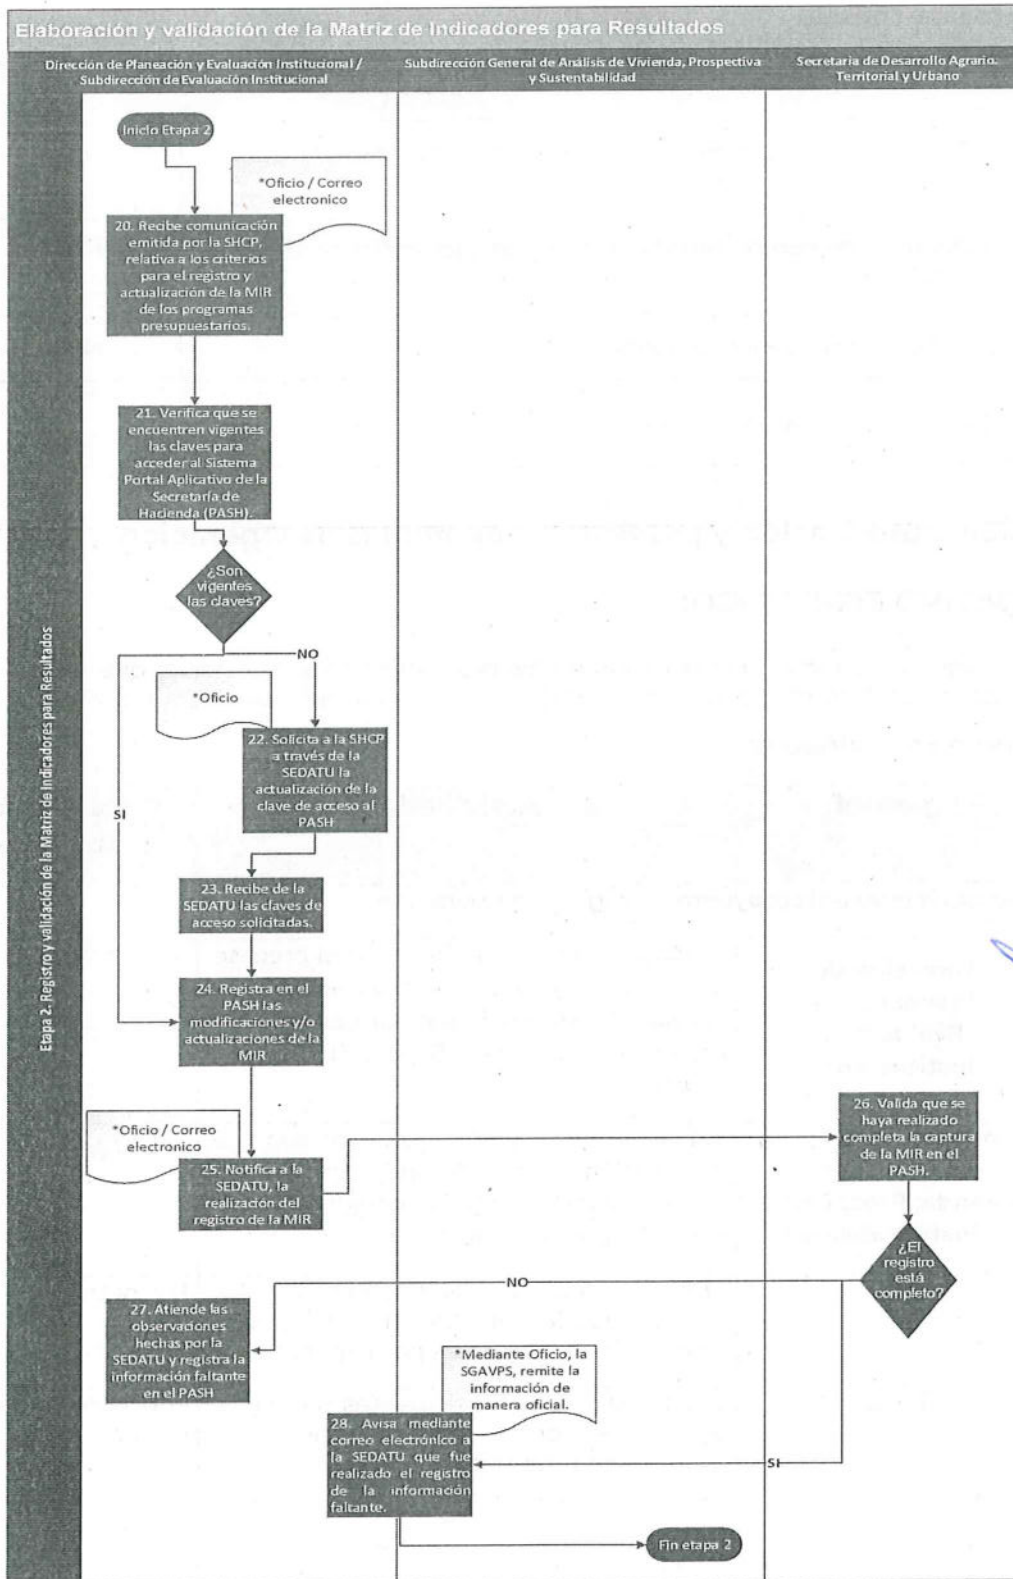 Elaboración y validación de la Matriz de Indicadores para Resultados
Dirección de Planeación y Evaluación Institucional /
Subdirección de Evaluación Institucional
Subdirección General de Análisis de Vivienda, Prospectiva
y Sustentabilidad
Secretaria de Desarrollo Agrario.
Territorial y Urbano
Etapa 2. Registro y validación de la Matriz de Indicadores para Resultados
Inicio Etapa 2
*Oficio / Correo
electronico
20. Recibe comunicación
emitida por la SHCP,
relativa a los criterios
para el registro y
actualización de la MIR
de los programas
presupuestarios.
21. Verifica que se
encuentren vigentes
las claves para
acceder al Sistema
Portal Aplicativo de la
Secretaría de
Hacienda (PASH).
¿Son
vigentes
las claves?
NO
*Oficio
22. Solicita a la SHCP
a través de la
SEDATU la
actualización de la
clave de acceso al
PASH
SI
23. Recibe de la
SEDATU las claves de
acceso solicitadas.
24. Registra en el
PASH las
modificaciones y/o
actualizaciones de la
MIR
*Oficio / Correo
electronico
25. Notifica a la
SEDATU, la
realización del
registro de la MIR
26. Valida que se
haya realizado
completa la captura
de la MIR en el
PASH.
¿El
registro
está
completo?
NO
27. Atiende las
observaciones
hechas por la
SEDATU y registra la
información faltante
en el PASH
*Mediante Oficio, la
SGAVPS, remite la
información de
manera oficial.
28. Avisa mediante
correo electrónico a
la SEDATU que fue
realizado el registro
de la información
faltante.
SI
Fin etapa 2